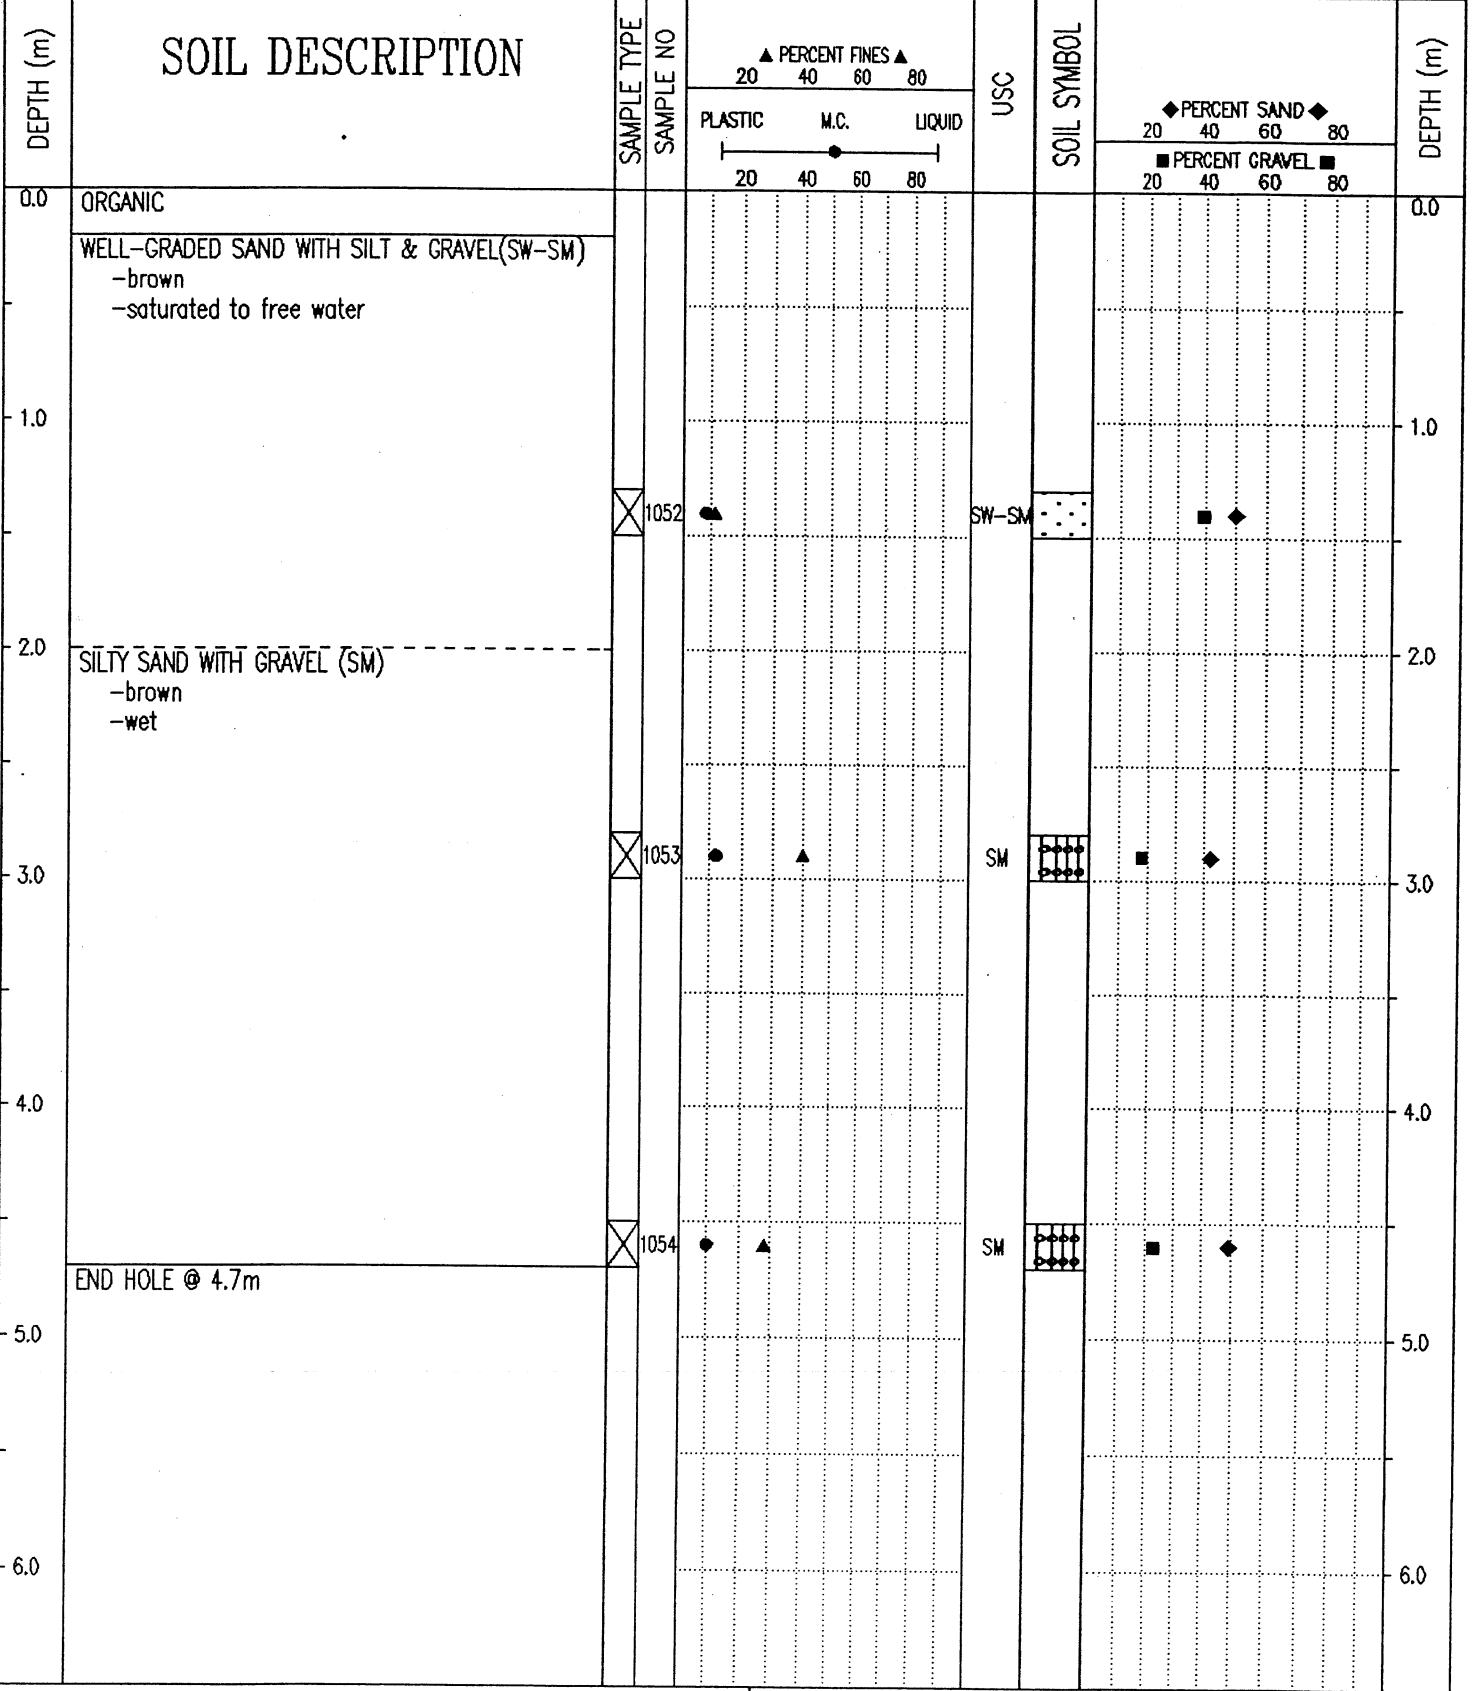 DEPTH (m)
SOIL DESCRIPTION
SAMPLE TYPE
SAMPLE NO
▲ PERCENT FINES ▲
20 40 60 80
PLASTIC M.C. LIQUID
20 40 60 80
USC
SOIL SYMBOL
◆ PERCENT SAND ◆
20 40 60 80
■ PERCENT GRAVEL ■
20 40 60 80
DEPTH (m)
0.0 ORGANIC 0.0
WELL-GRADED SAND WITH SILT & GRAVEL(SW-SM)
-brown
-saturated to free water
1.0 1.0
1052 SW-SM
2.0 2.0
SILTY SAND WITH GRAVEL (SM)
-brown
-wet
1053 SM
3.0 3.0
4.0 4.0
1054 SM
END HOLE @ 4.7m
5.0 5.0
6.0 6.0